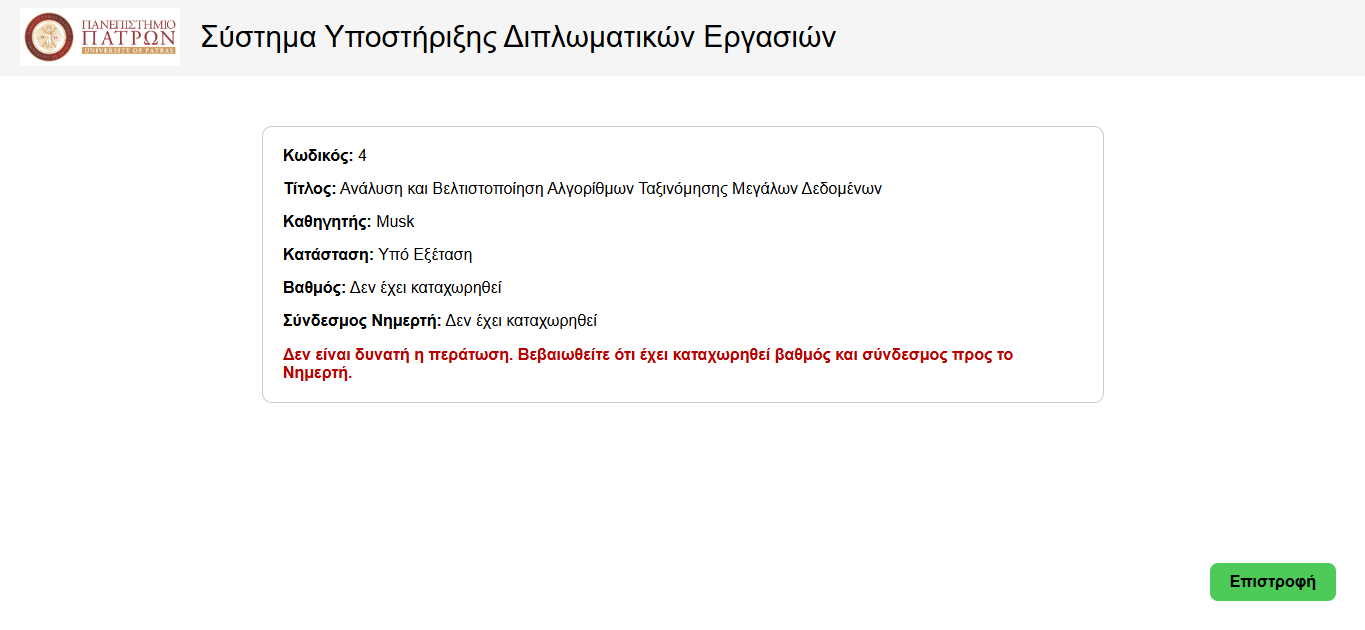 ΠΑΝΕΠΙΣΤΗΜΙΟ
ΠΑΤΡΩΝ
UNIVERSITY OF PATRAS
Σύστημα Υποστήριξης Διπλωματικών Εργασιών
Κωδικός: 4
Τίτλος: Ανάλυση και Βελτιστοποίηση Αλγορίθμων Ταξινόμησης Μεγάλων Δεδομένων
Καθηγητής: Musk
Κατάσταση: Υπό Εξέταση
Βαθμός: Δεν έχει καταχωρηθεί
Σύνδεσμος Νημερτή: Δεν έχει καταχωρηθεί
Δεν είναι δυνατή η περάτωση. Βεβαιωθείτε ότι έχει καταχωρηθεί βαθμός και σύνδεσμος προς το
Νημερτή.
Επιστροφή